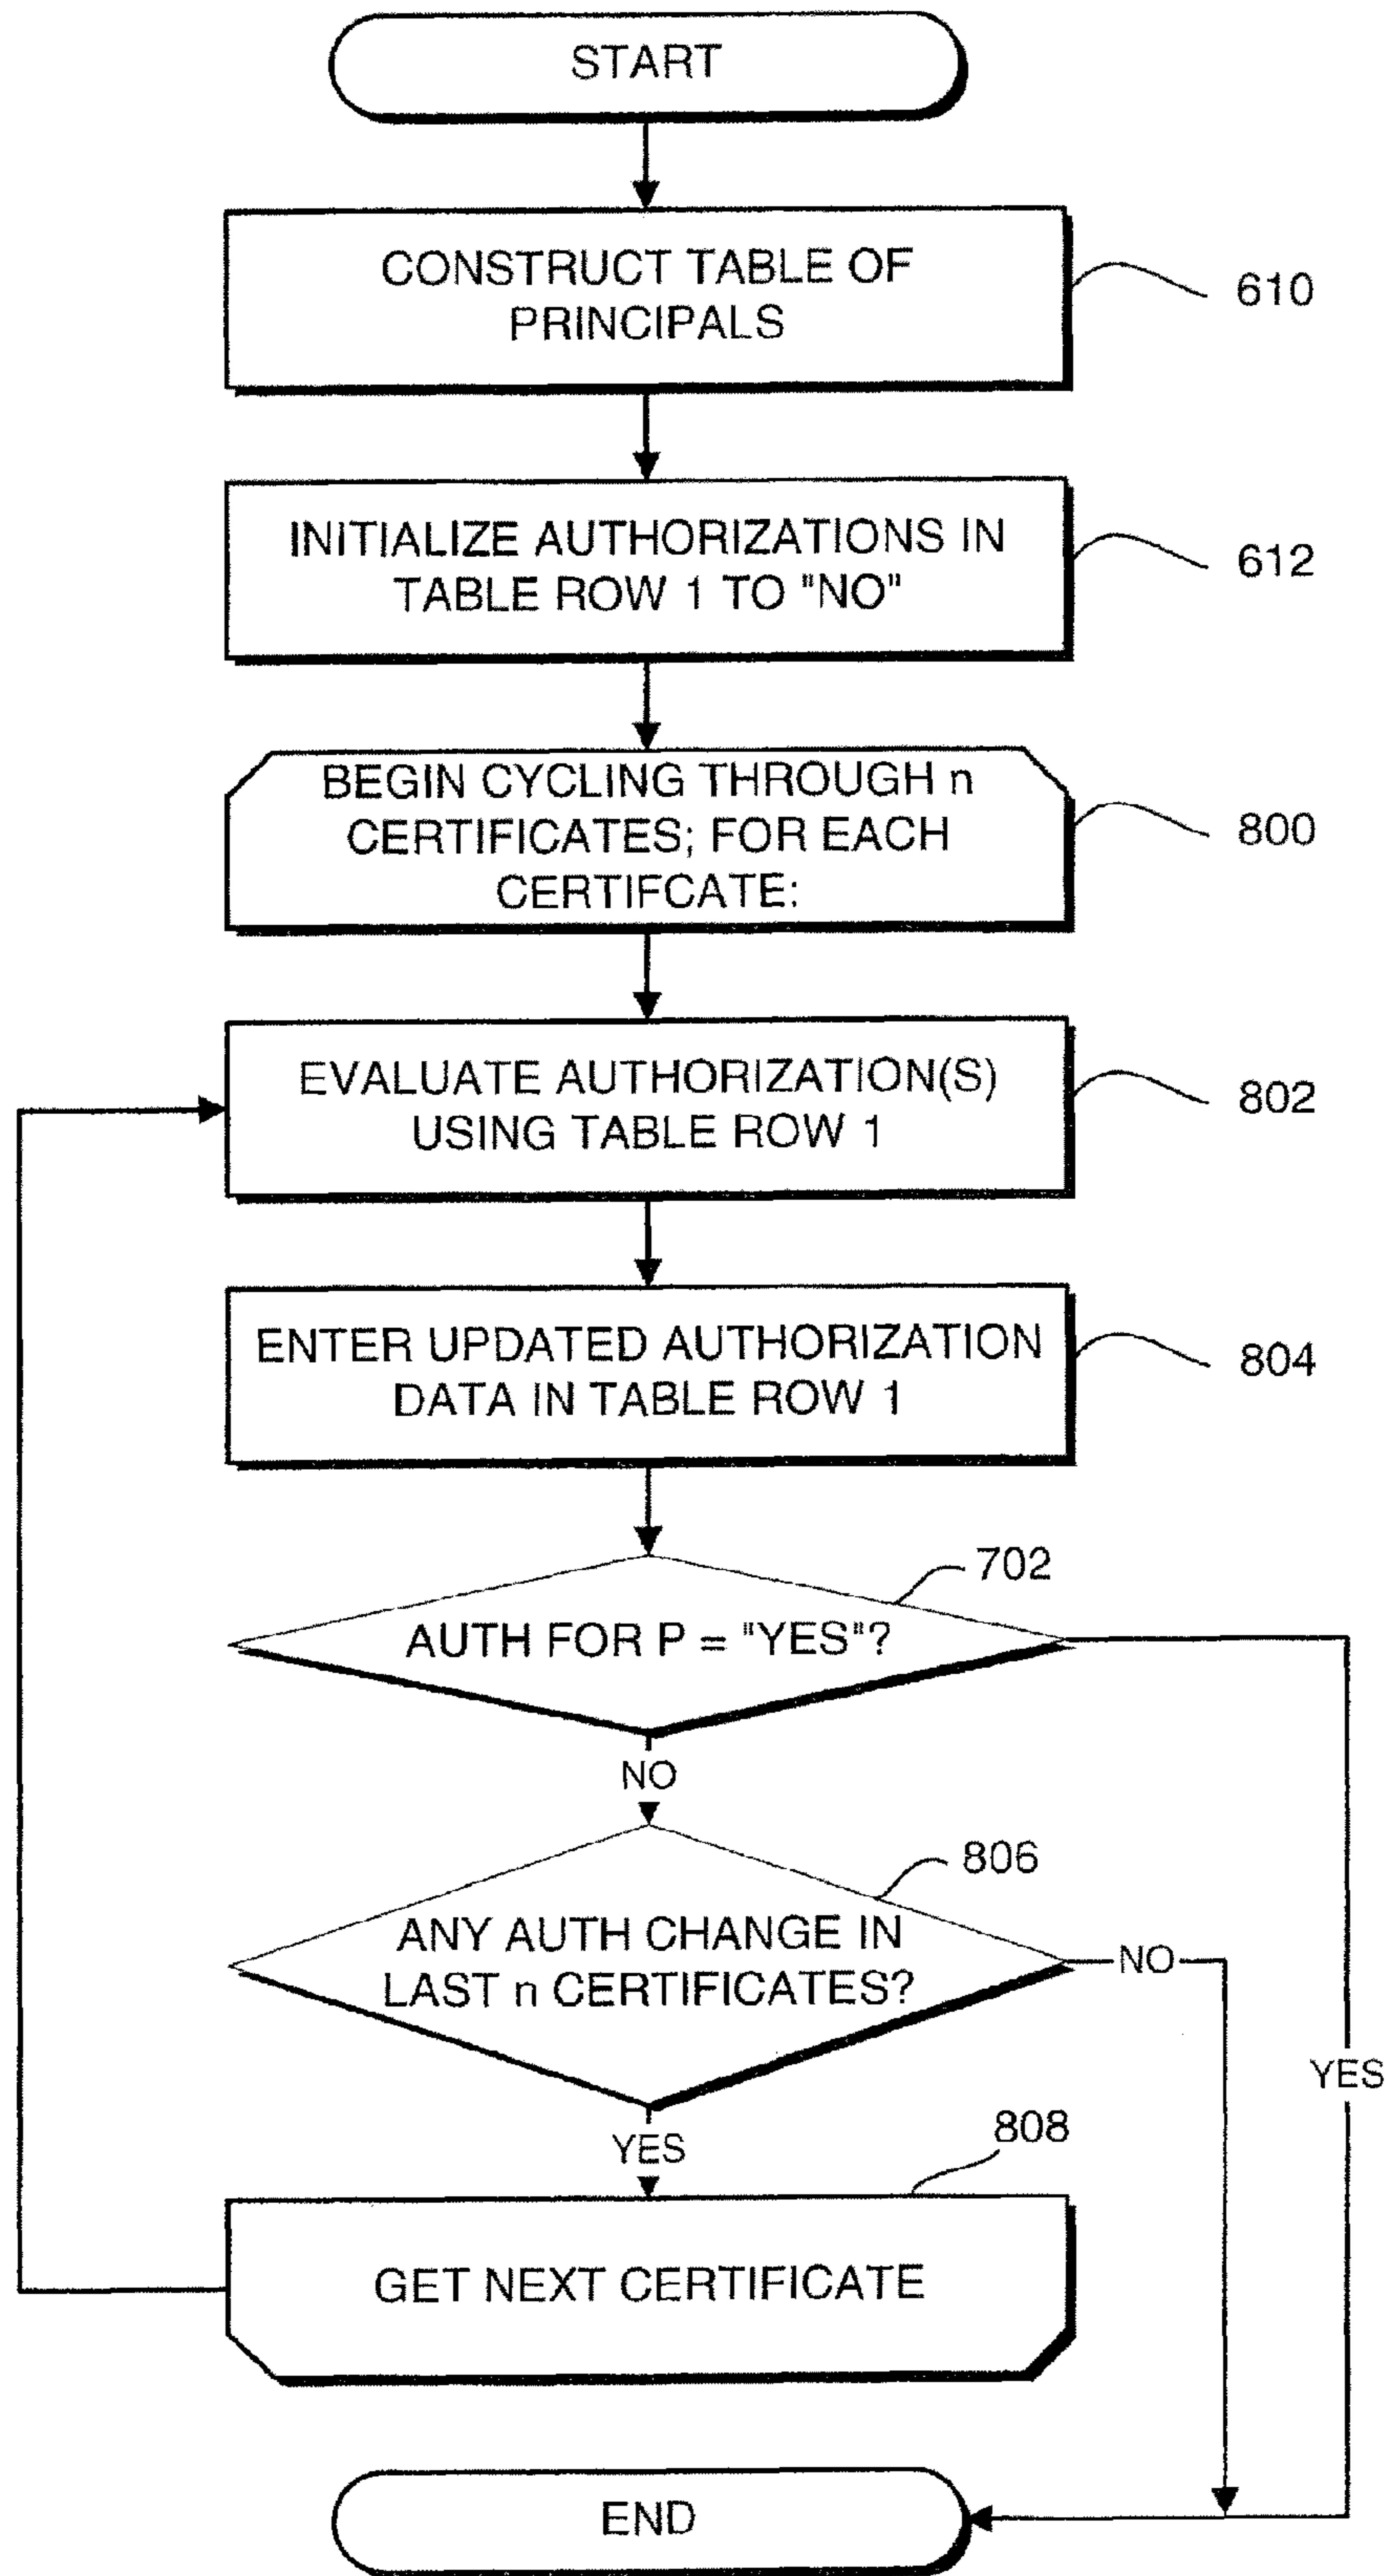 START
CONSTRUCT TABLE OF
PRINCIPALS
610
INITIALIZE AUTHORIZATIONS IN
TABLE ROW 1 TO "NO"
612
BEGIN CYCLING THROUGH n
CERTIFICATES; FOR EACH
CERTIFCATE:
800
EVALUATE AUTHORIZATION(S)
USING TABLE ROW 1
802
ENTER UPDATED AUTHORIZATION
DATA IN TABLE ROW 1
804
702
AUTH FOR P = "YES"?
NO
806
ANY AUTH CHANGE IN
LAST n CERTIFICATES?
NO
YES
YES
808
GET NEXT CERTIFICATE
END